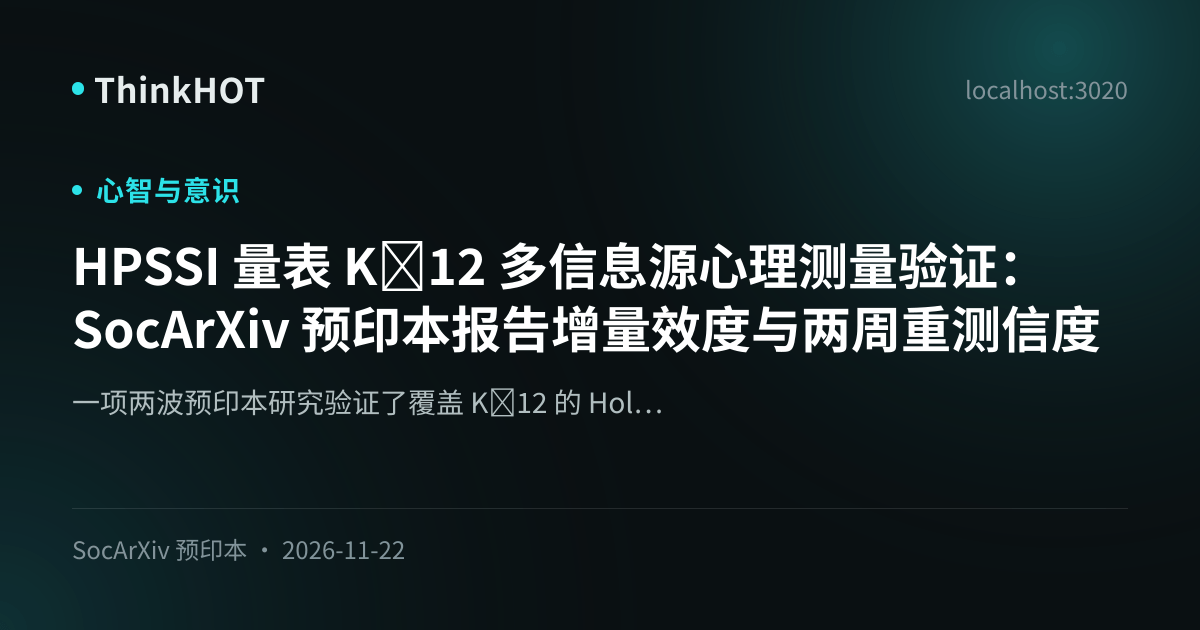 ThinkHOT
localhost:3020
心智与意识
HPSSI 量表 K􏿾12 多信息源心理测量验证：
SocArXiv 预印本报告增量效度与两周重测信度
一项两波预印本研究验证了覆盖 K􏿾12 的 Hol…
SocArXiv 预印本 · 2026-11-22